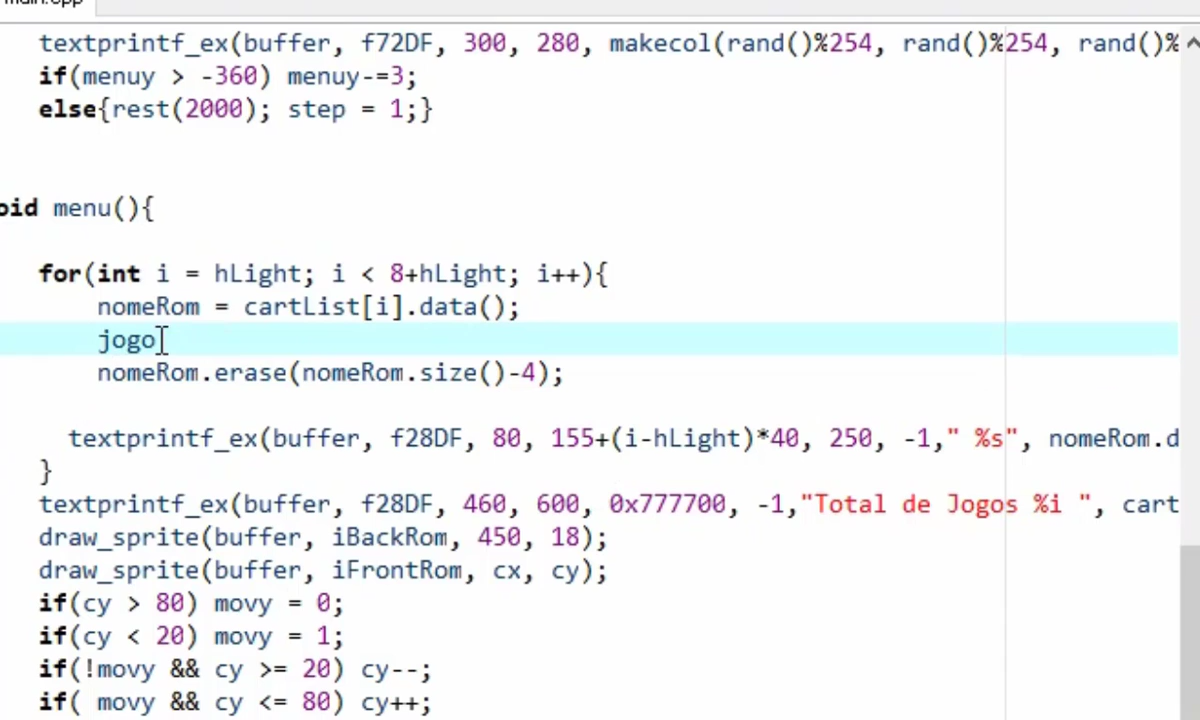 main.cpp
textprintf_ex(buffer, f72DF, 300, 280, makecol(rand()%254, rand()%254, rand()%
if(menuy > -360) menuy-=3;
else{rest(2000); step = 1;}
oid menu(){
for(int i = hLight; i < 8+hLight; i++){
nomeRom = cartList[i].data();
jogo
nomeRom.erase(nomeRom.size()-4);
textprintf_ex(buffer, f28DF, 80, 155+(i-hLight)*40, 250, -1," %s", nomeRom.d
}
textprintf_ex(buffer, f28DF, 460, 600, 0x777700, -1,"Total de Jogos %i ", cart
draw_sprite(buffer, iBackRom, 450, 18);
draw_sprite(buffer, iFrontRom, cx, cy);
if(cy > 80) movy = 0;
if(cy < 20) movy = 1;
if(!movy && cy >= 20) cy--;
if( movy && cy <= 80) cy++;